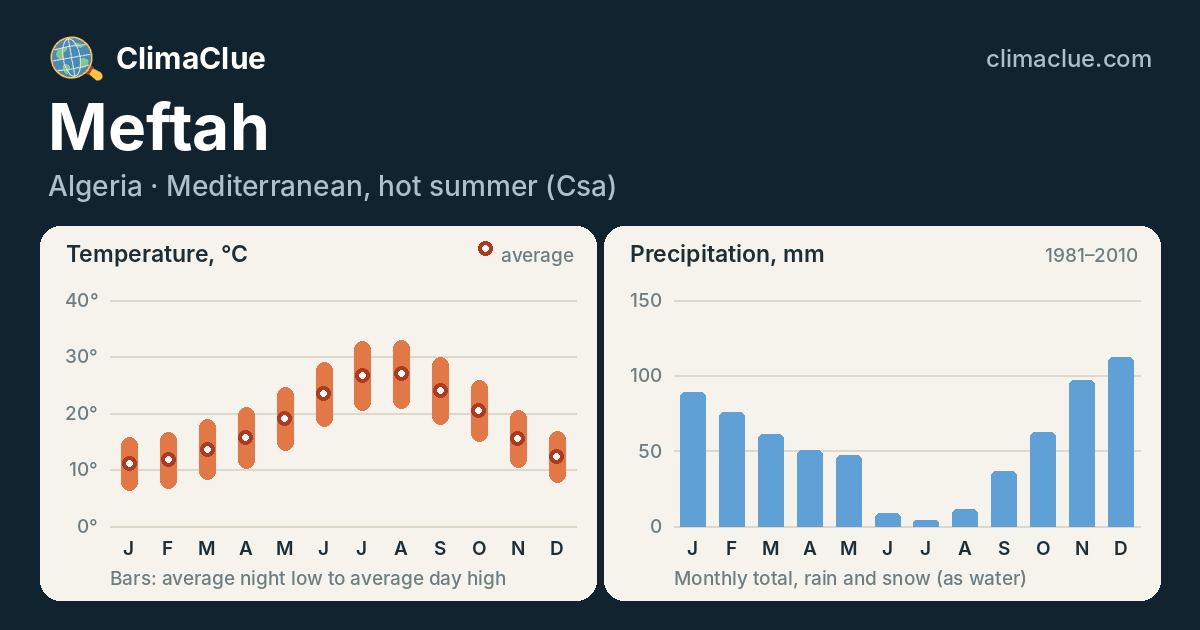 ClimaClue
climaclue.com
Meftah
Algeria · Mediterranean, hot summer (Csa)
Temperature, °C
average
40°
30°
20°
10°
0°
J F M A M J J A S O N D
Bars: average night low to average day high
Precipitation, mm
1981–2010
150
100
50
0
J F M A M J J A S O N D
Monthly total, rain and snow (as water)